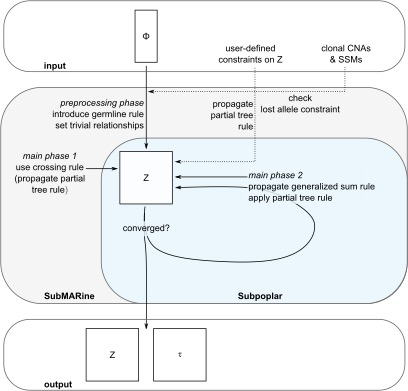 Φ
user-defined
constraints on Z
clonal CNAs
& SSMs
input
preprocessing phase
introduce germline rule
set trivial relationships
propagate
partial tree
rule
check
lost allele constraint
main phase 1
use crossing rule
(propagate partial
tree rule)
Z
main phase 2
propagate generalized sum rule
apply partial tree rule
converged?
SubMARine
Subpoplar
Z
τ
output